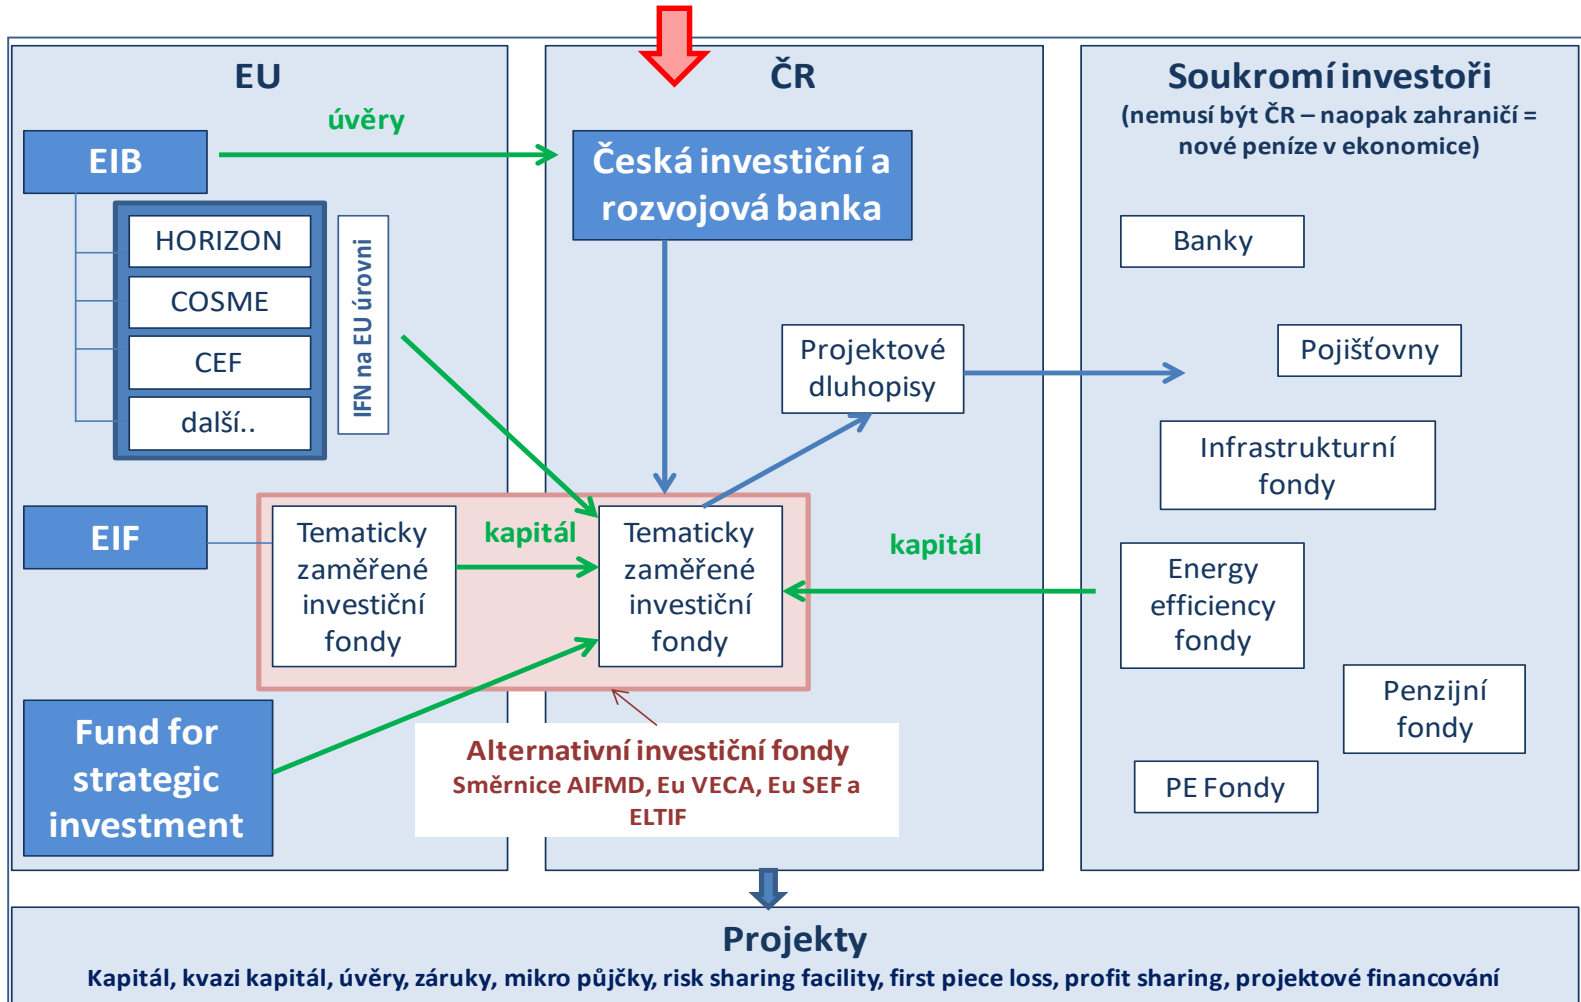 EU
úvěry
EIB
HORIZON
COSME
CEF
další..
IFN na EU úrovni
EIF
Tematicky
zaměřené
investiční
fondy
kapitál
Fund for
strategic
investment
ČR
Česká investiční a
rozvojová banka
Projektové
dluhopisy
Tematicky
zaměřené
investiční
fondy
kapitál
Alternativní investiční fondy
Směrnice AIFMD, Eu VECA, Eu SEF a
ELTIF
Soukromí investoři
(nemusí být ČR – naopak zahraničí =
nové peníze v ekonomice)
Banky
Pojišťovny
Infrastrukturní
fondy
Energy
efficiency
fondy
Penzijní
fondy
PE Fondy
Projekty
Kapitál, kvazi kapitál, úvěry, záruky, mikro půjčky, risk sharing facility, first piece loss, profit sharing, projektové financování